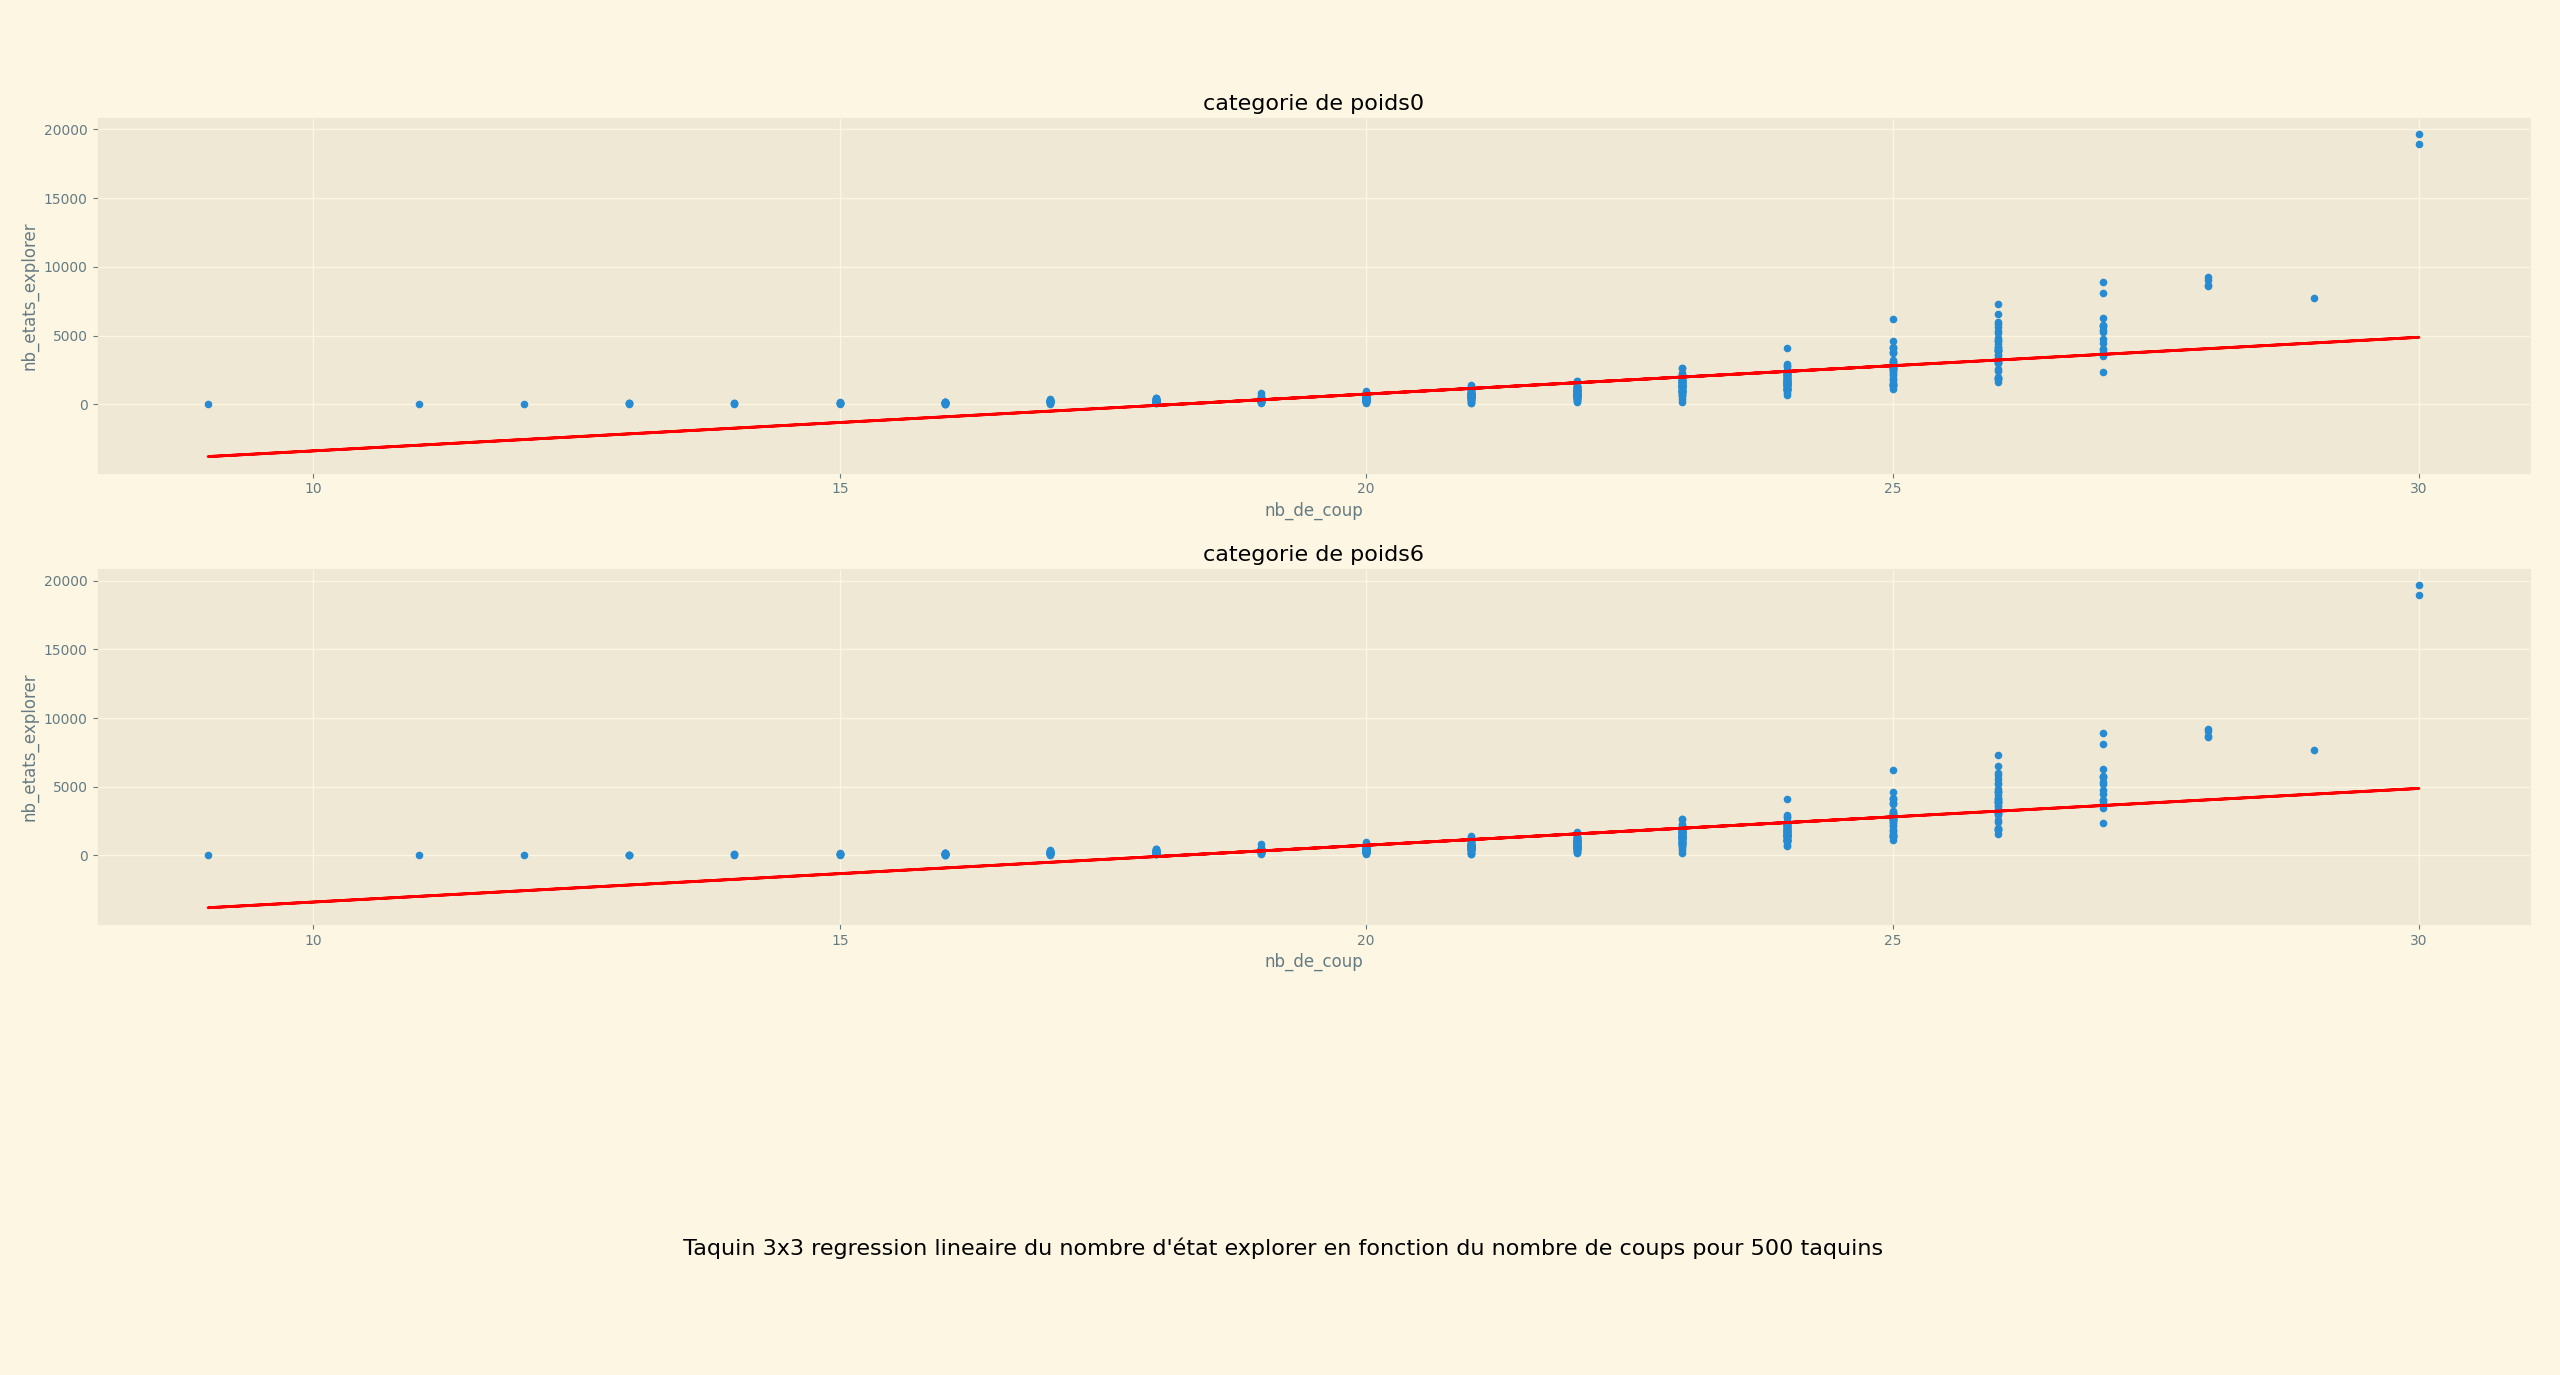 categorie de poids0
20000
15000
10000
5000
0
nb_etats_explorer
10 15 20 25 30
nb_de_coup
categorie de poids6
20000
15000
10000
5000
0
nb_etats_explorer
10 15 20 25 30
nb_de_coup
Taquin 3x3 regression lineaire du nombre d'état explorer en fonction du nombre de coups pour 500 taquins